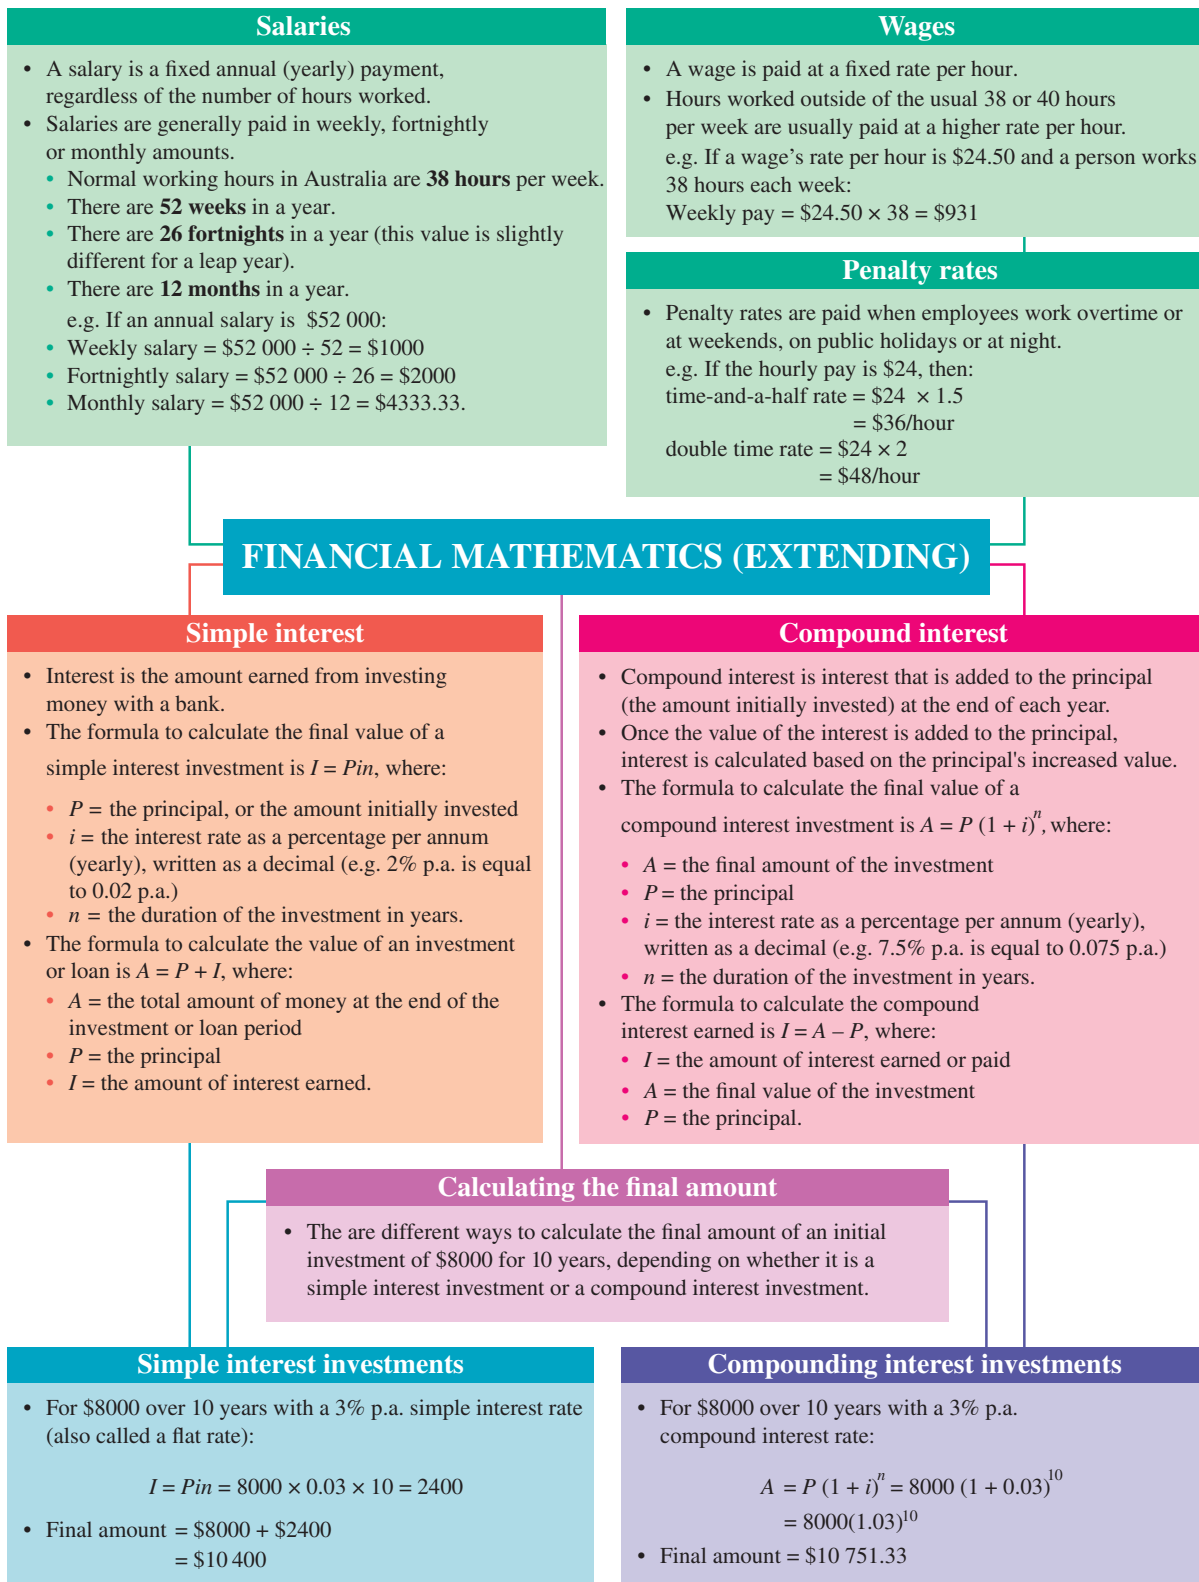 Salaries
• A salary is a fixed annual (yearly) payment,
regardless of the number of hours worked.
• Salaries are generally paid in weekly, fortnightly
or monthly amounts.
• Normal working hours in Australia are 38 hours per week.
• There are 52 weeks in a year.
• There are 26 fortnights in a year (this value is slightly
different for a leap year).
• There are 12 months in a year.
e.g. If an annual salary is $52 000:
• Weekly salary = $52 000 ÷ 52 = $1000
• Fortnightly salary = $52 000 ÷ 26 = $2000
• Monthly salary = $52 000 ÷ 12 = $4333.33.
Wages
• A wage is paid at a fixed rate per hour.
• Hours worked outside of the usual 38 or 40 hours
per week are usually paid at a higher rate per hour.
e.g. If a wage’s rate per hour is $24.50 and a person works
38 hours each week:
Weekly pay = $24.50 × 38 = $931
Penalty rates
• Penalty rates are paid when employees work overtime or
at weekends, on public holidays or at night.
e.g. If the hourly pay is $24, then:
time-and-a-half rate = $24 × 1.5
= $36/hour
double time rate = $24 × 2
= $48/hour
FINANCIAL MATHEMATICS (EXTENDING)
Simple interest
• Interest is the amount earned from investing
money with a bank.
• The formula to calculate the final value of a
simple interest investment is I = Pin, where:
• P = the principal, or the amount initially invested
• i = the interest rate as a percentage per annum
(yearly), written as a decimal (e.g. 2% p.a. is equal
to 0.02 p.a.)
• n = the duration of the investment in years.
• The formula to calculate the value of an investment
or loan is A = P + I, where:
• A = the total amount of money at the end of the
investment or loan period
• P = the principal
• I = the amount of interest earned.
Compound interest
• Compound interest is interest that is added to the principal
(the amount initially invested) at the end of each year.
• Once the value of the interest is added to the principal,
interest is calculated based on the principal's increased value.
• The formula to calculate the final value of a
compound interest investment is A = P (1 + i)ⁿ, where:
• A = the final amount of the investment
• P = the principal
• i = the interest rate as a percentage per annum (yearly),
written as a decimal (e.g. 7.5% p.a. is equal to 0.075 p.a.)
• n = the duration of the investment in years.
• The formula to calculate the compound
interest earned is I = A – P, where:
• I = the amount of interest earned or paid
• A = the final value of the investment
• P = the principal.
Calculating the final amount
• The are different ways to calculate the final amount of an initial
investment of $8000 for 10 years, depending on whether it is a
simple interest investment or a compound interest investment.
Simple interest investments
• For $8000 over 10 years with a 3% p.a. simple interest rate
(also called a flat rate):
I = Pin = 8000 × 0.03 × 10 = 2400
• Final amount = $8000 + $2400
= $10 400
Compounding interest investments
• For $8000 over 10 years with a 3% p.a.
compound interest rate:
A = P (1 + i)ⁿ = 8000 (1 + 0.03)¹⁰
= 8000(1.03)¹⁰
• Final amount = $10 751.33